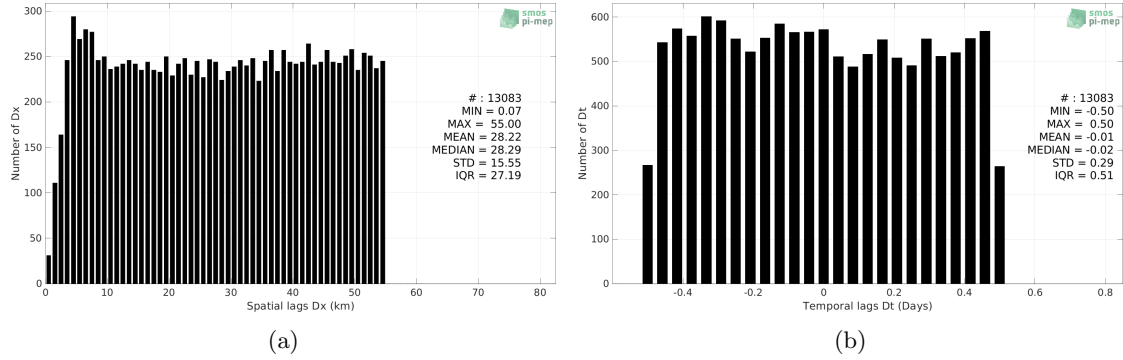 smos
pi-mep
300
250
200
150
100
50
0
Number of Dx
# : 13083
MIN = 0.07
MAX = 55.00
MEAN = 28.22
MEDIAN = 28.29
STD = 15.55
IQR = 27.19
0 10 20 30 40 50 60 70 80
Spatial lags Dx (km)
(a)
smos
pi-mep
600
500
400
300
200
100
0
Number of Dt
# : 13083
MIN = -0.50
MAX = 0.50
MEAN = -0.01
MEDIAN = -0.02
STD = 0.29
IQR = 0.51
-0.4 -0.2 0 0.2 0.4 0.6 0.8
Temporal lags Dt (Days)
(b)